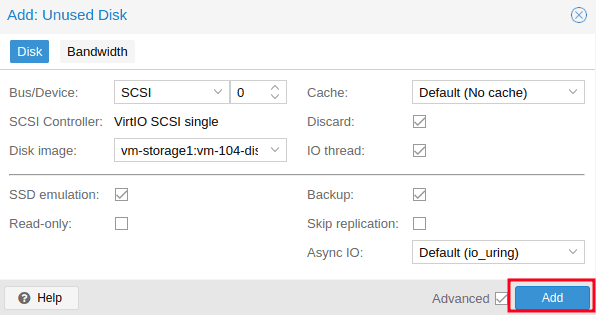 Add: Unused Disk
Disk Bandwidth
Bus/Device: SCSI 0 Cache: Default (No cache)
SCSI Controller: VirtIO SCSI single Discard:
Disk image: vm-storage1:vm-104-dis IO thread:
SSD emulation: Backup:
Read-only: Skip replication:
Async IO: Default (io_uring)
? Help Advanced Add